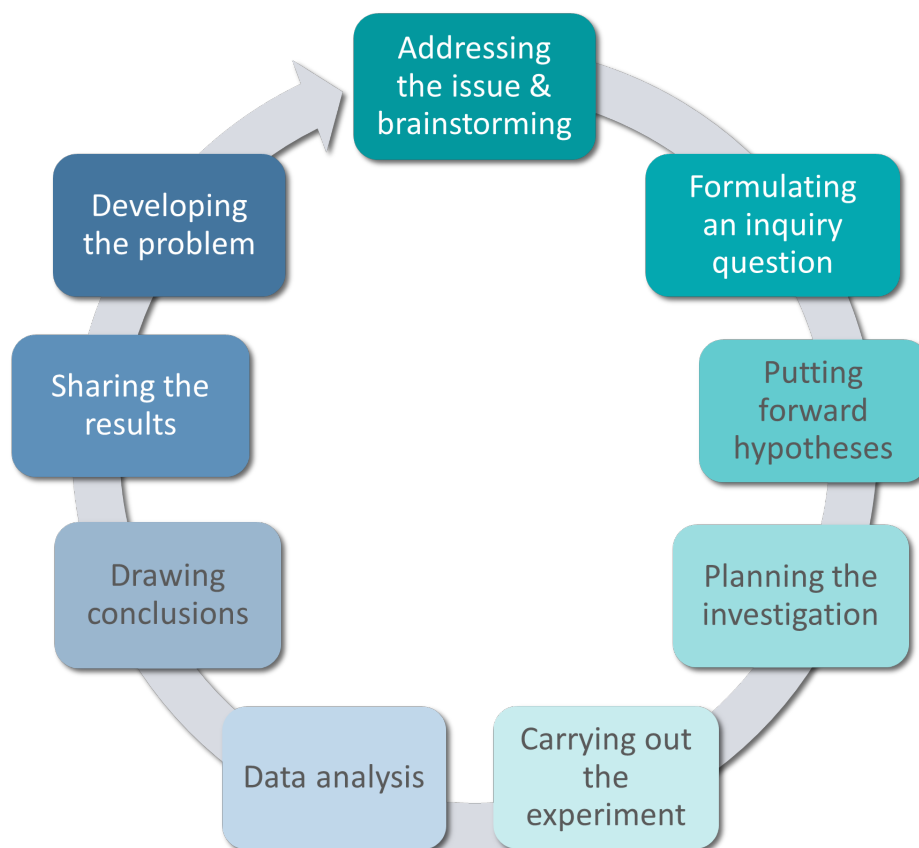 Addressing
the issue &
brainstorming
Formulating
an inquiry
question
Putting
forward
hypotheses
Planning the
investigation
Carrying out
the
experiment
Data analysis
Drawing
conclusions
Sharing the
results
Developing
the problem